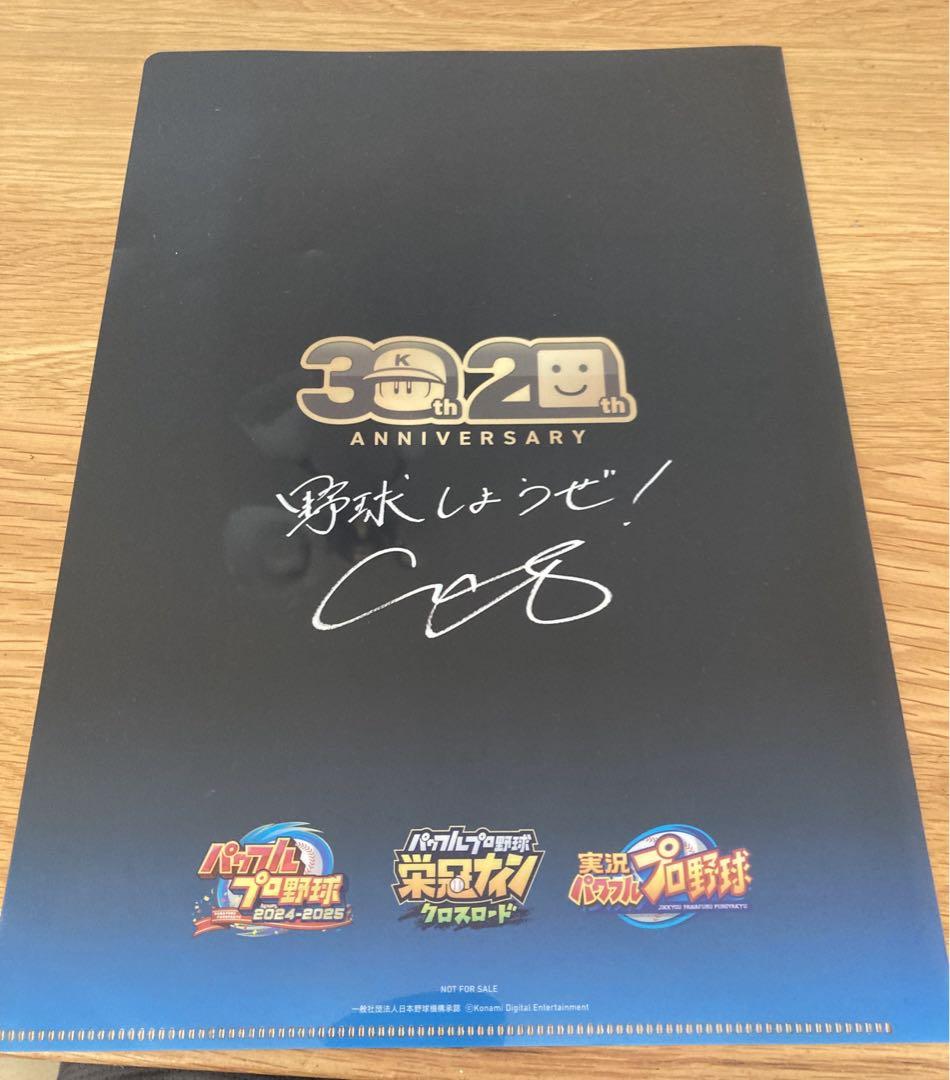 30th 20th
K
ANNIVERSARY
野球しようぜ!
パワフルプロ野球
2024-2025
パワフルプロ野球
栄冠ナイン
クロスロード
実況
パワフルプロ野球
JIKKYOU PAWAFURU PUROYAKYU
NOT FOR SALE
一般社団法人日本野球機構承認 ©Konami Digital Entertainment